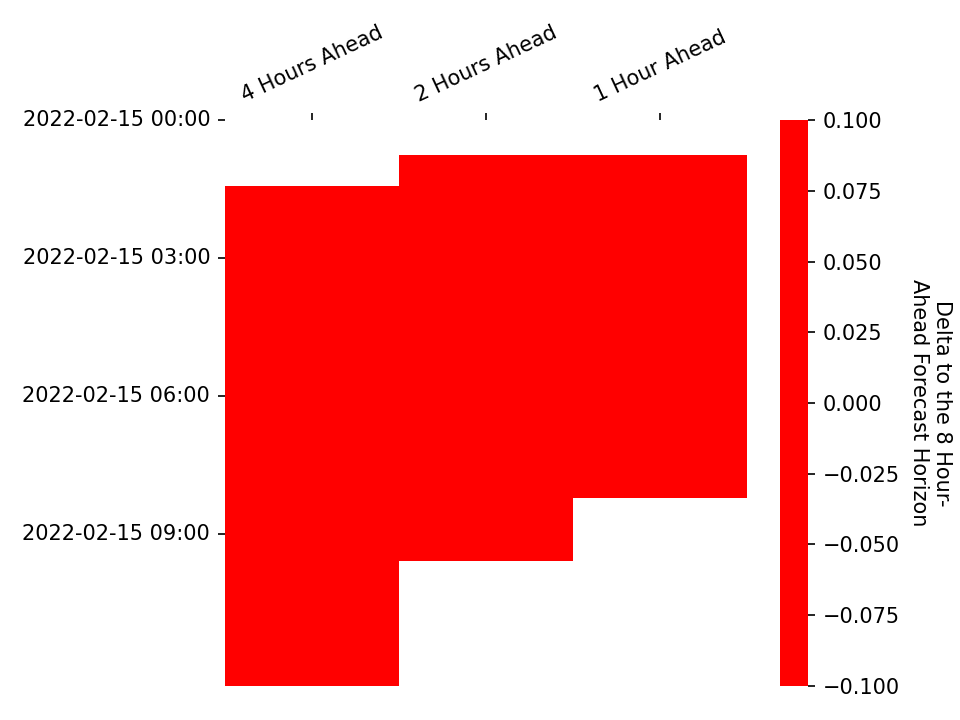 4 Hours Ahead
2 Hours Ahead
1 Hour Ahead
2022-02-15 00:00
2022-02-15 03:00
2022-02-15 06:00
2022-02-15 09:00
0.100
0.075
0.050
0.025
0.000
−0.025
−0.050
−0.075
−0.100
Delta to the 8 Hour-
Ahead Forecast Horizon